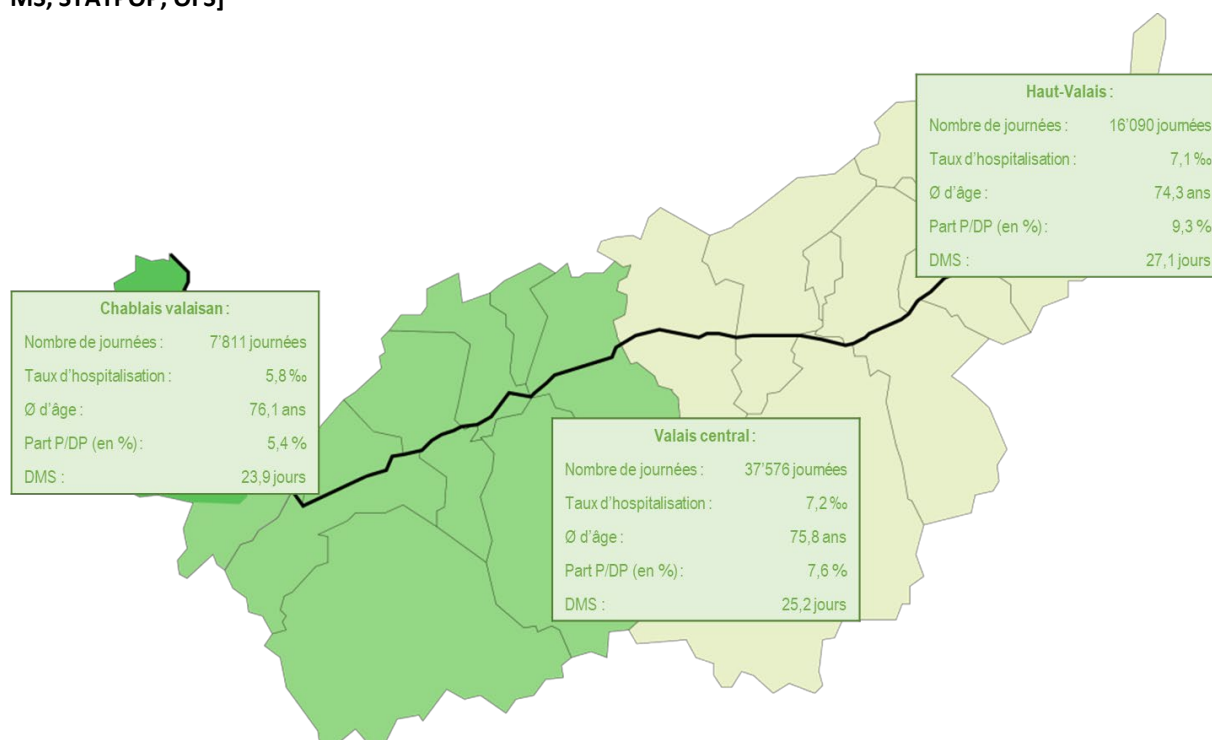 MS, STATPOP, OFS]
Haut-Valais :
Nombre de journées : 16'090 journées
Taux d'hospitalisation : 7,1 ‰
Ø d'âge : 74,3 ans
Part P/DP (en %) : 9,3 %
DMS : 27,1 jours
Chablais valaisan :
Nombre de journées : 7'811 journées
Taux d'hospitalisation : 5,8 ‰
Ø d'âge : 76,1 ans
Part P/DP (en %) : 5,4 %
DMS : 23,9 jours
Valais central :
Nombre de journées : 37'576 journées
Taux d'hospitalisation : 7,2 ‰
Ø d'âge : 75,8 ans
Part P/DP (en %) : 7,6 %
DMS : 25,2 jours